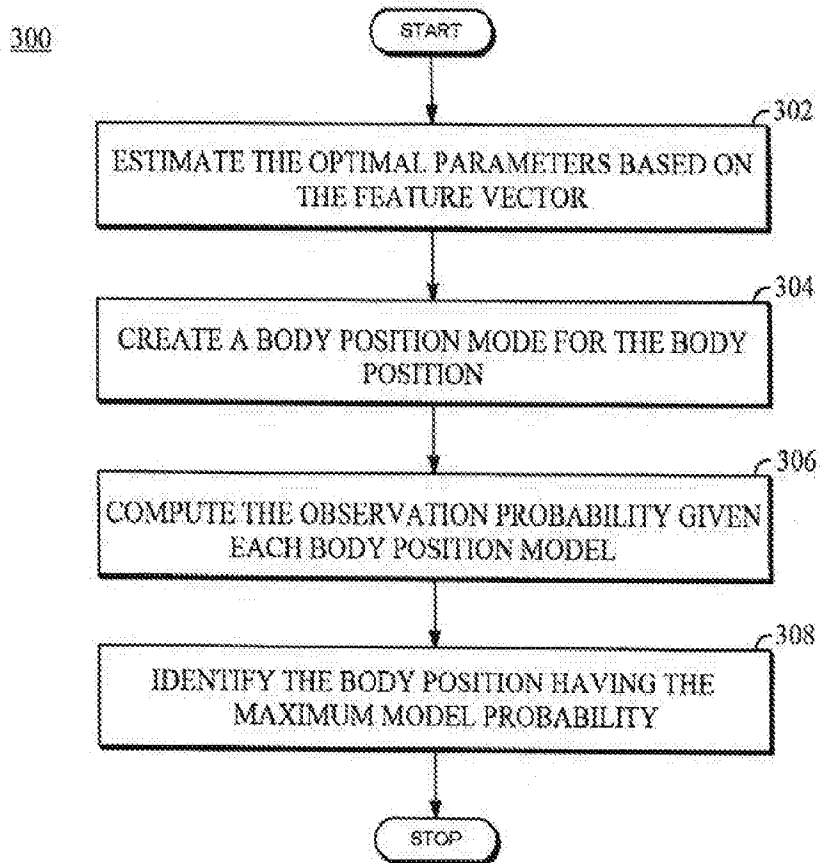 300
START
302
ESTIMATE THE OPTIMAL PARAMETERS BASED ON
THE FEATURE VECTOR
304
CREATE A BODY POSITION MODE FOR THE BODY
POSITION
306
COMPUTE THE OBSERVATION PROBABILITY GIVEN
EACH BODY POSITION MODEL
308
IDENTIFY THE BODY POSITION HAVING THE
MAXIMUM MODEL PROBABILITY
STOP